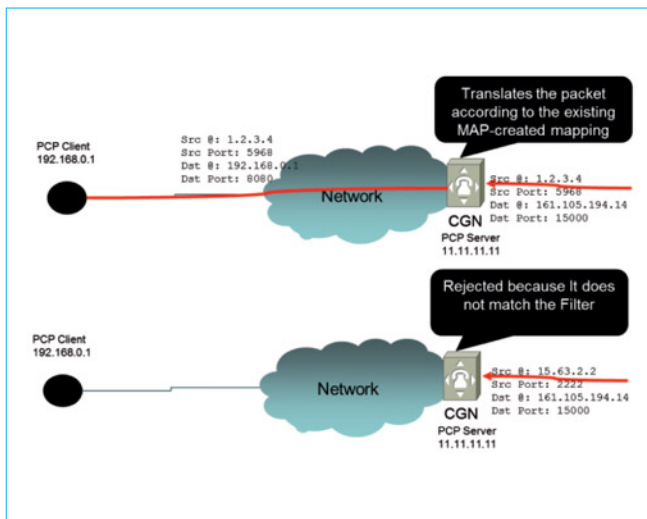 Translates the packet
according to the existing
MAP-created mapping
PCP Client
192.168.0.1
Src @: 1.2.3.4
Src Port: 5968
Dst @: 192.168.0.1
Dst Port: 8080
Network
Src @: 1.2.3.4
Src Port: 5968
Dst @: 161.105.194.14
Dst Port: 15000
CGN
PCP Server
11.11.11.11
Rejected because It does
not match the Filter
PCP Client
192.168.0.1
Network
Src @: 15.63.2.2
Src Port: 2222
Dst @: 161.105.194.14
Dst Port: 15000
CGN
PCP Server
11.11.11.11